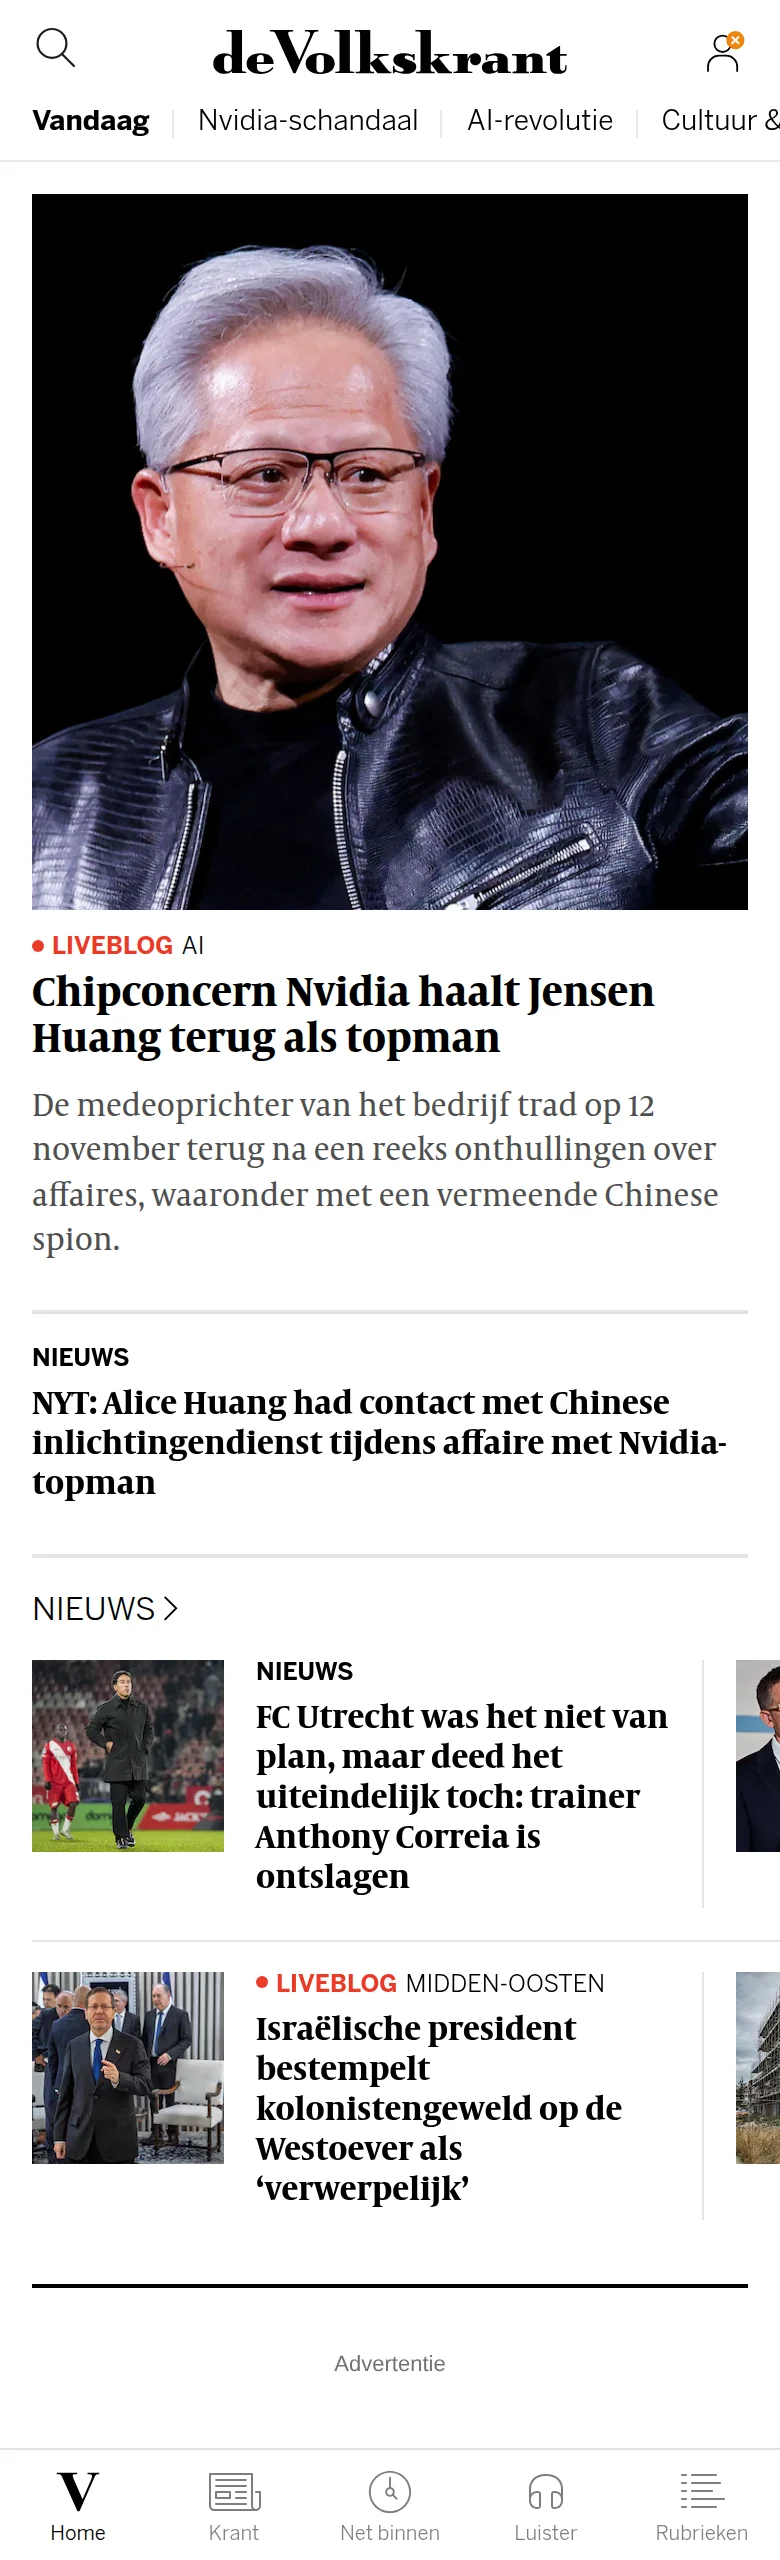 deVolkskrant
Vandaag
Nvidia-schandaal
AI-revolutie
Cultuur &
LIVEBLOG AI
Chipconcern Nvidia haalt Jensen
Huang terug als topman
De medeoprichter van het bedrijf trad op 12
november terug na een reeks onthullingen over
affaires, waaronder met een vermeende Chinese
spion.
NIEUWS
NYT: Alice Huang had contact met Chinese
inlichtingendienst tijdens affaire met Nvidia-
topman
NIEUWS
NIEUWS
FC Utrecht was het niet van
plan, maar deed het
uiteindelijk toch: trainer
Anthony Correia is
ontslagen
LIVEBLOG MIDDEN-OOSTEN
Israëlische president
bestempelt
kolonistengeweld op de
Westoever als
‘verwerpelijk’
Advertentie
V
Home
Krant
Net binnen
Luister
Rubrieken